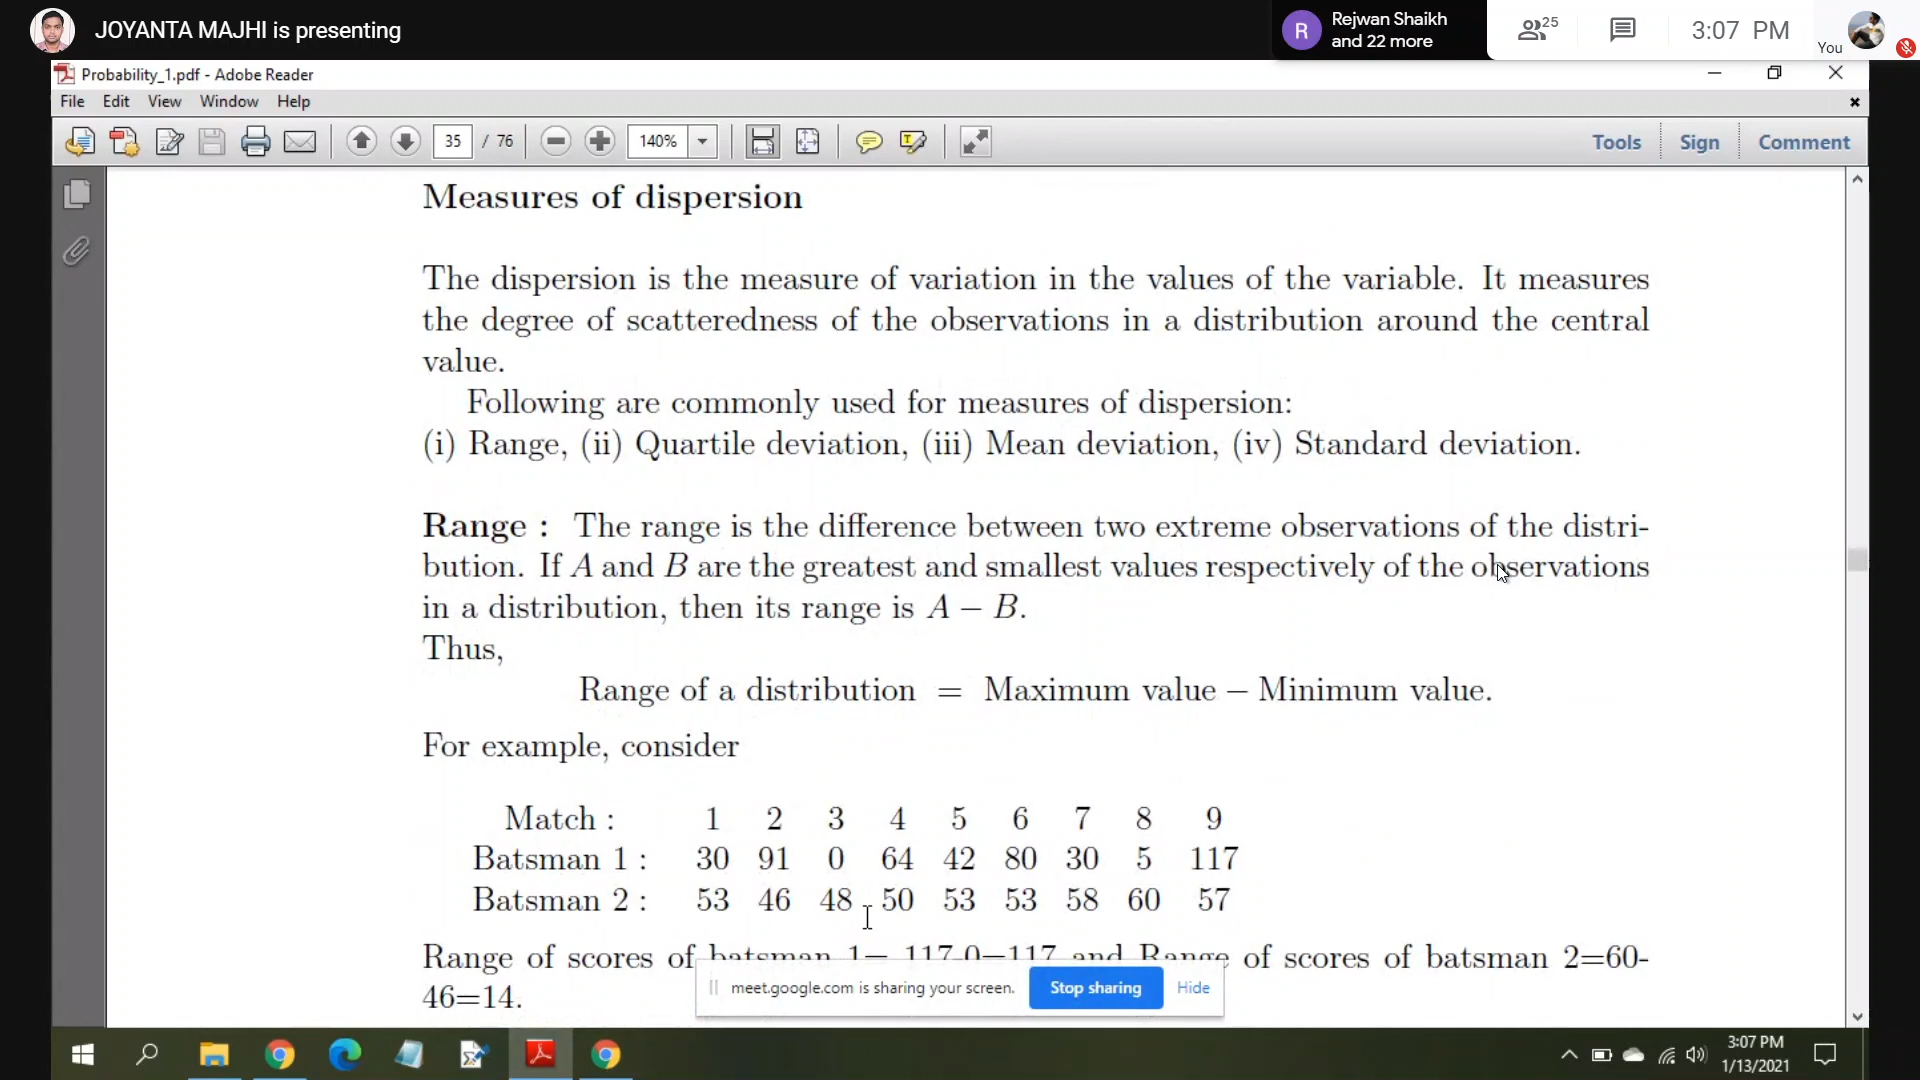 JOYANTA MAJHI is presenting
R
Rejwan Shaikh
and 22 more
25
3:07 PM
You
Probability_1.pdf - Adobe Reader
File Edit View Window Help
35 / 76
140%
Tools Sign Comment
Measures of dispersion
The dispersion is the measure of variation in the values of the variable. It measures
the degree of scatteredness of the observations in a distribution around the central
value.
Following are commonly used for measures of dispersion:
(i) Range, (ii) Quartile deviation, (iii) Mean deviation, (iv) Standard deviation.
Range : The range is the difference between two extreme observations of the distri-
bution. If A and B are the greatest and smallest values respectively of the observations
in a distribution, then its range is A − B.
Thus,
Range of a distribution = Maximum value − Minimum value.
For example, consider
Match : 1 2 3 4 5 6 7 8 9
Batsman 1 : 30 91 0 64 42 80 30 5 117
Batsman 2 : 53 46 48 50 53 53 58 60 57
Range of scores of batsman 1= 117-0=117 and Range of scores of batsman 2=60-
46=14.
meet.google.com is sharing your screen. Stop sharing Hide
3:07 PM
1/13/2021